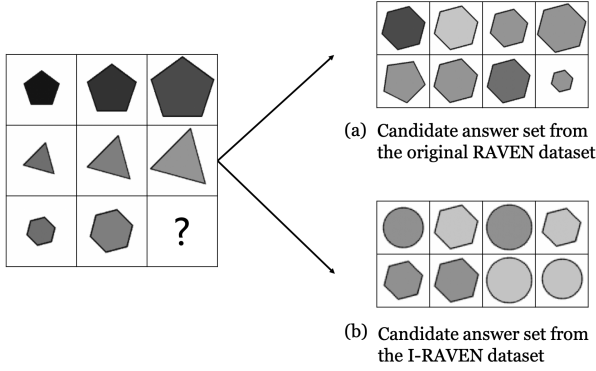 (a) Candidate answer set from
the original RAVEN dataset
?
(b) Candidate answer set from
the I-RAVEN dataset